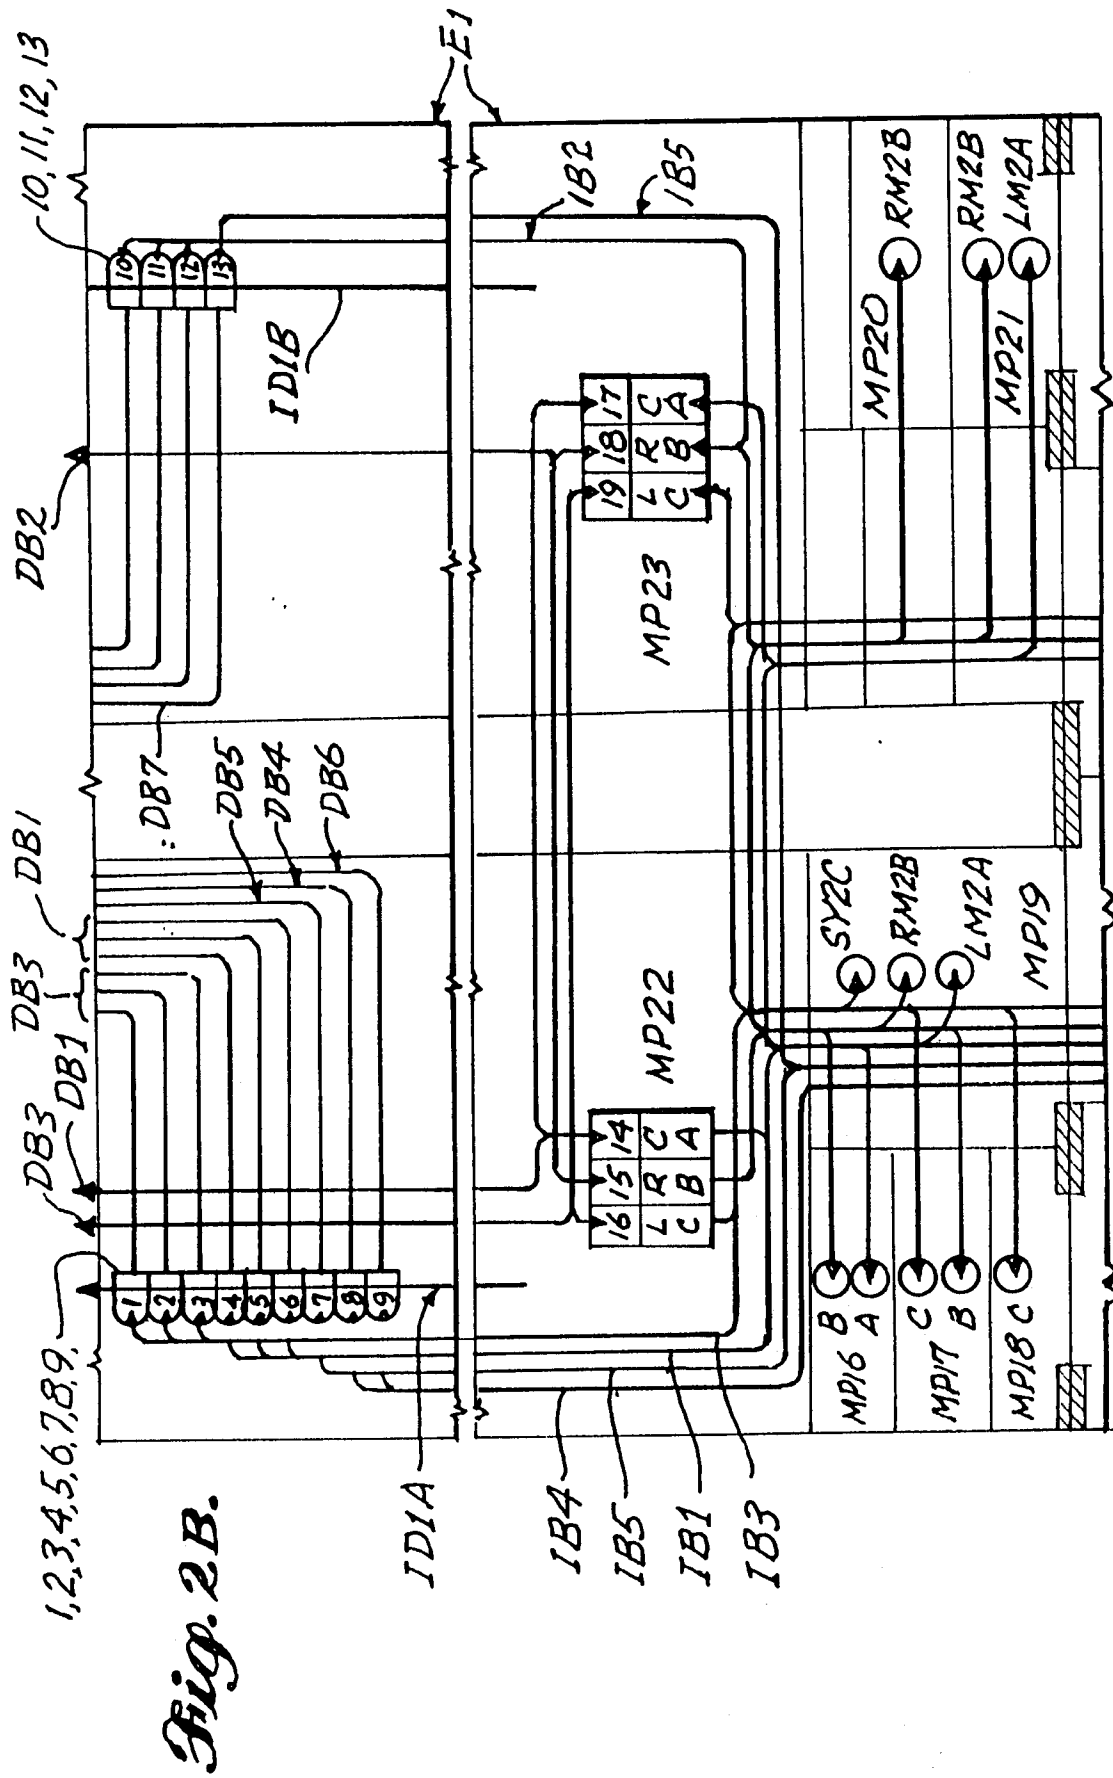 Fig. 2B.
1,2,3,4,5,6,7,8,9.
DB3
DB1
DB3
DB1
DB2
10, 11, 12, 13
E1
1
2
3
4
5
6
7
8
9
DB7
DB5
DB4
DB6
10
11
12
13
ID1B
IB2
IB5
ID1A
IB4
IB5
IB1
IB3
16 15 14
L R C
C B A
MP22
19 18 17
L R C
C B A
MP23
MP16 B
A
MP17 C
B
MP18 C
SY2C
RM2B
LM2A
MP19
MP20
RM2B
RM2B
MP21
LM2A